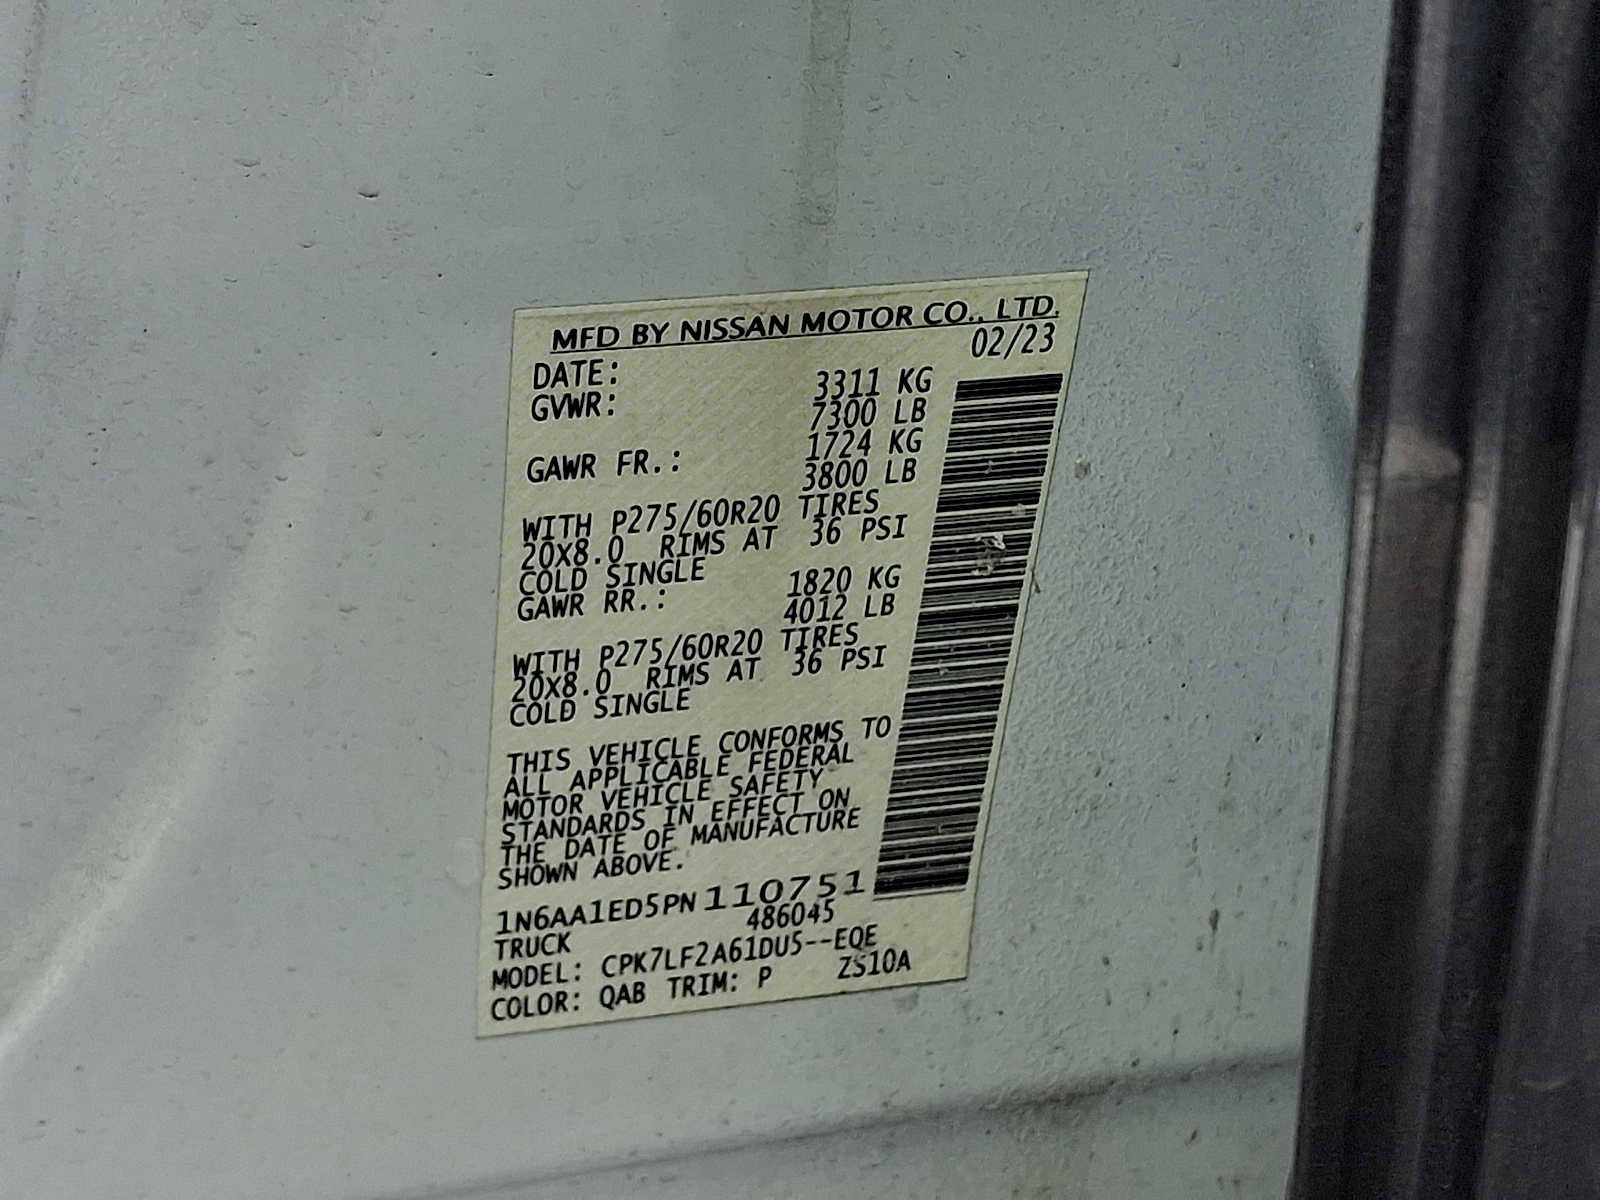 MFD BY NISSAN MOTOR CO., LTD.
DATE: 02/23
GVWR: 3311 KG
7300 LB
GAWR FR.: 1724 KG
3800 LB
WITH P275/60R20 TIRES
20X8.0 RIMS AT 36 PSI
COLD SINGLE
GAWR RR.: 1820 KG
4012 LB
WITH P275/60R20 TIRES
20X8.0 RIMS AT 36 PSI
COLD SINGLE
THIS VEHICLE CONFORMS TO
ALL APPLICABLE FEDERAL
MOTOR VEHICLE SAFETY
STANDARDS IN EFFECT ON
THE DATE OF MANUFACTURE
SHOWN ABOVE.
1N6AA1ED5PN110751
TRUCK 486045
MODEL: CPK7LF2A61DU5--EQE
COLOR: QAB TRIM: P ZS10A